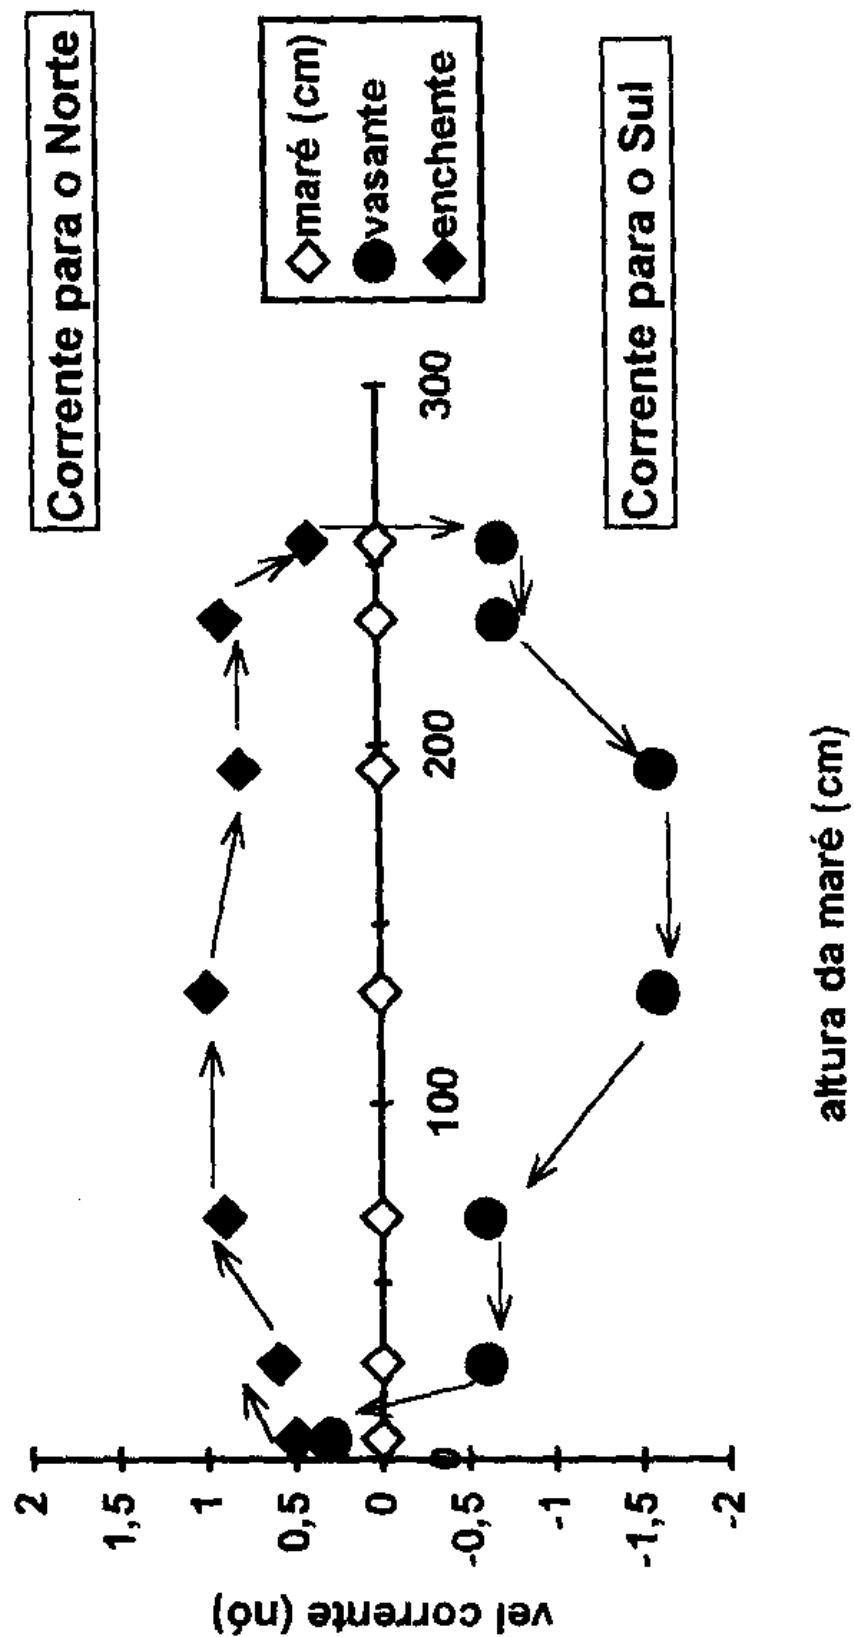 Corrente para o Norte
maré (cm)
vasante
enchente
Corrente para o Sul
vel corrente (nó)
2
1,5
1
0,5
0
-0,5
-1
-1,5
-2
0
100
200
300
altura da maré (cm)